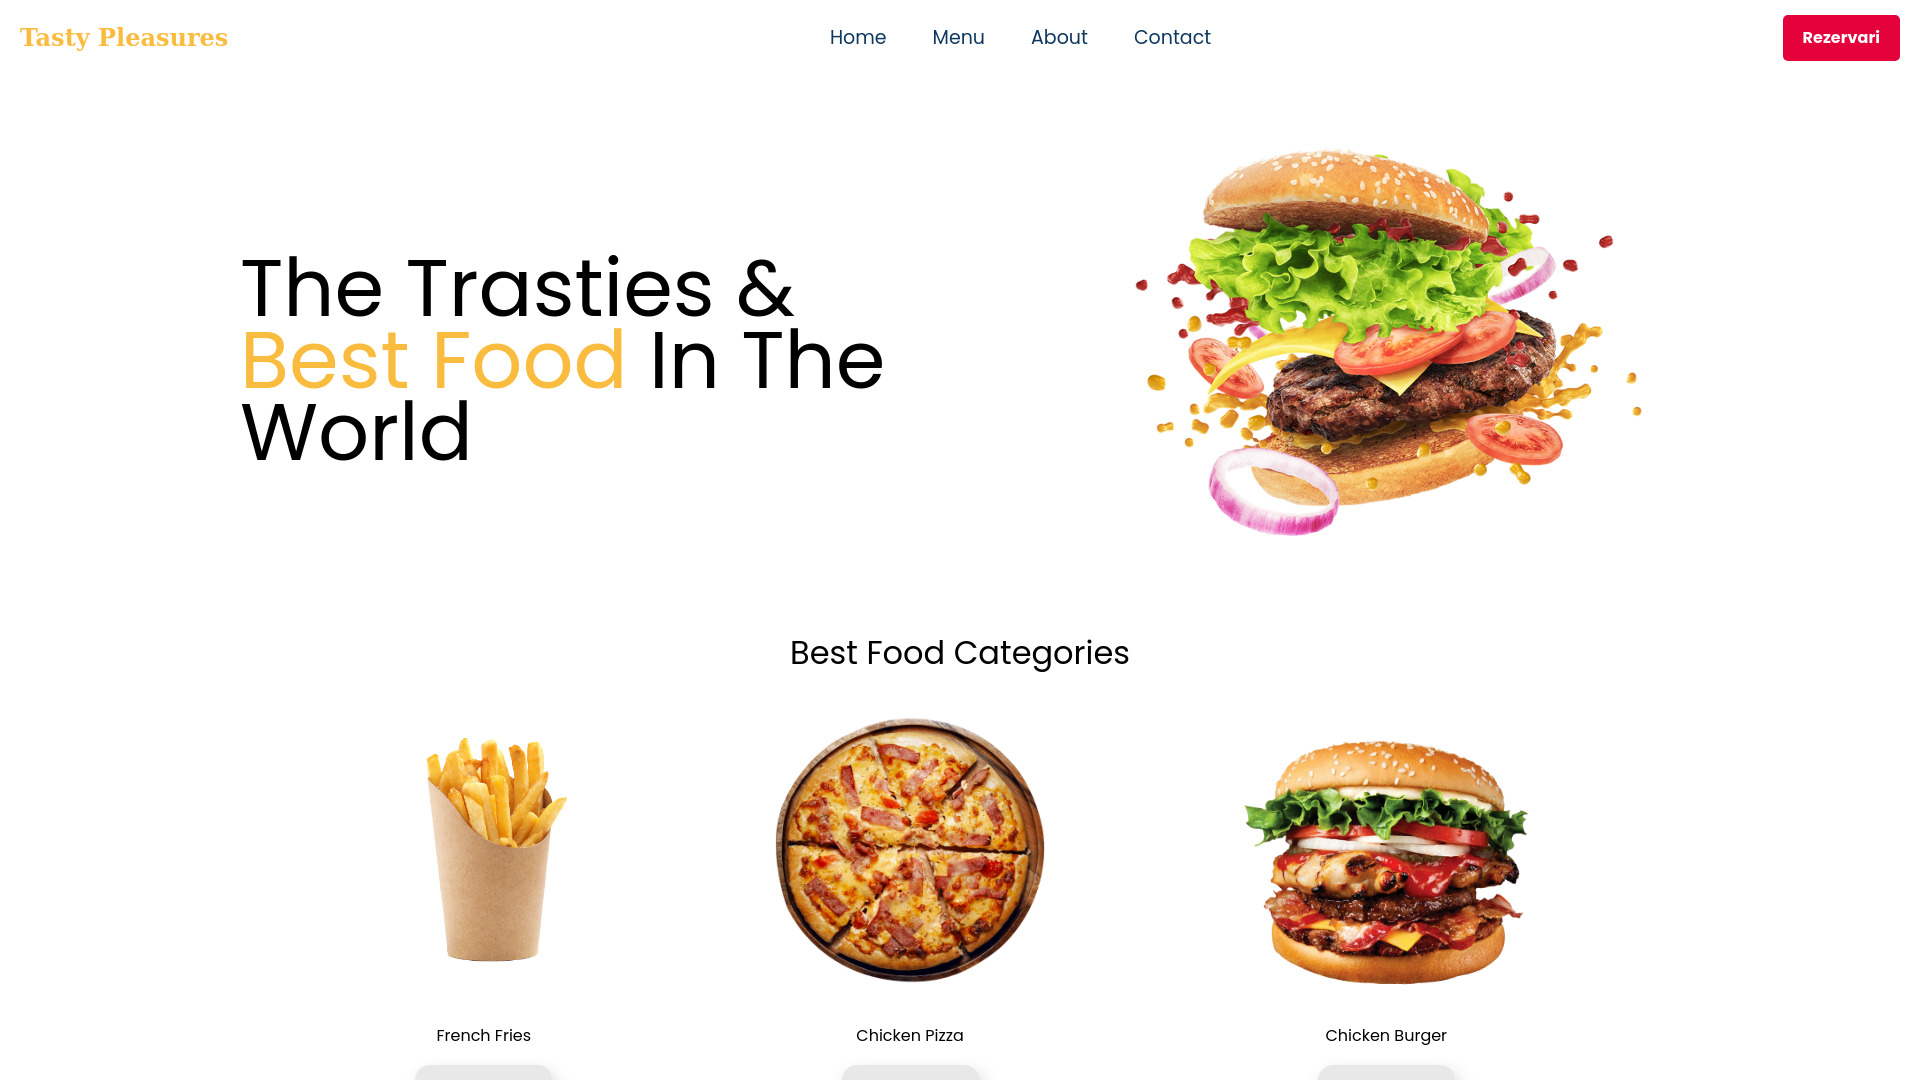 Tasty Pleasures
Home Menu About Contact
Rezervari
The Trasties &
Best Food In The
World
Best Food Categories
French Fries
Chicken Pizza
Chicken Burger